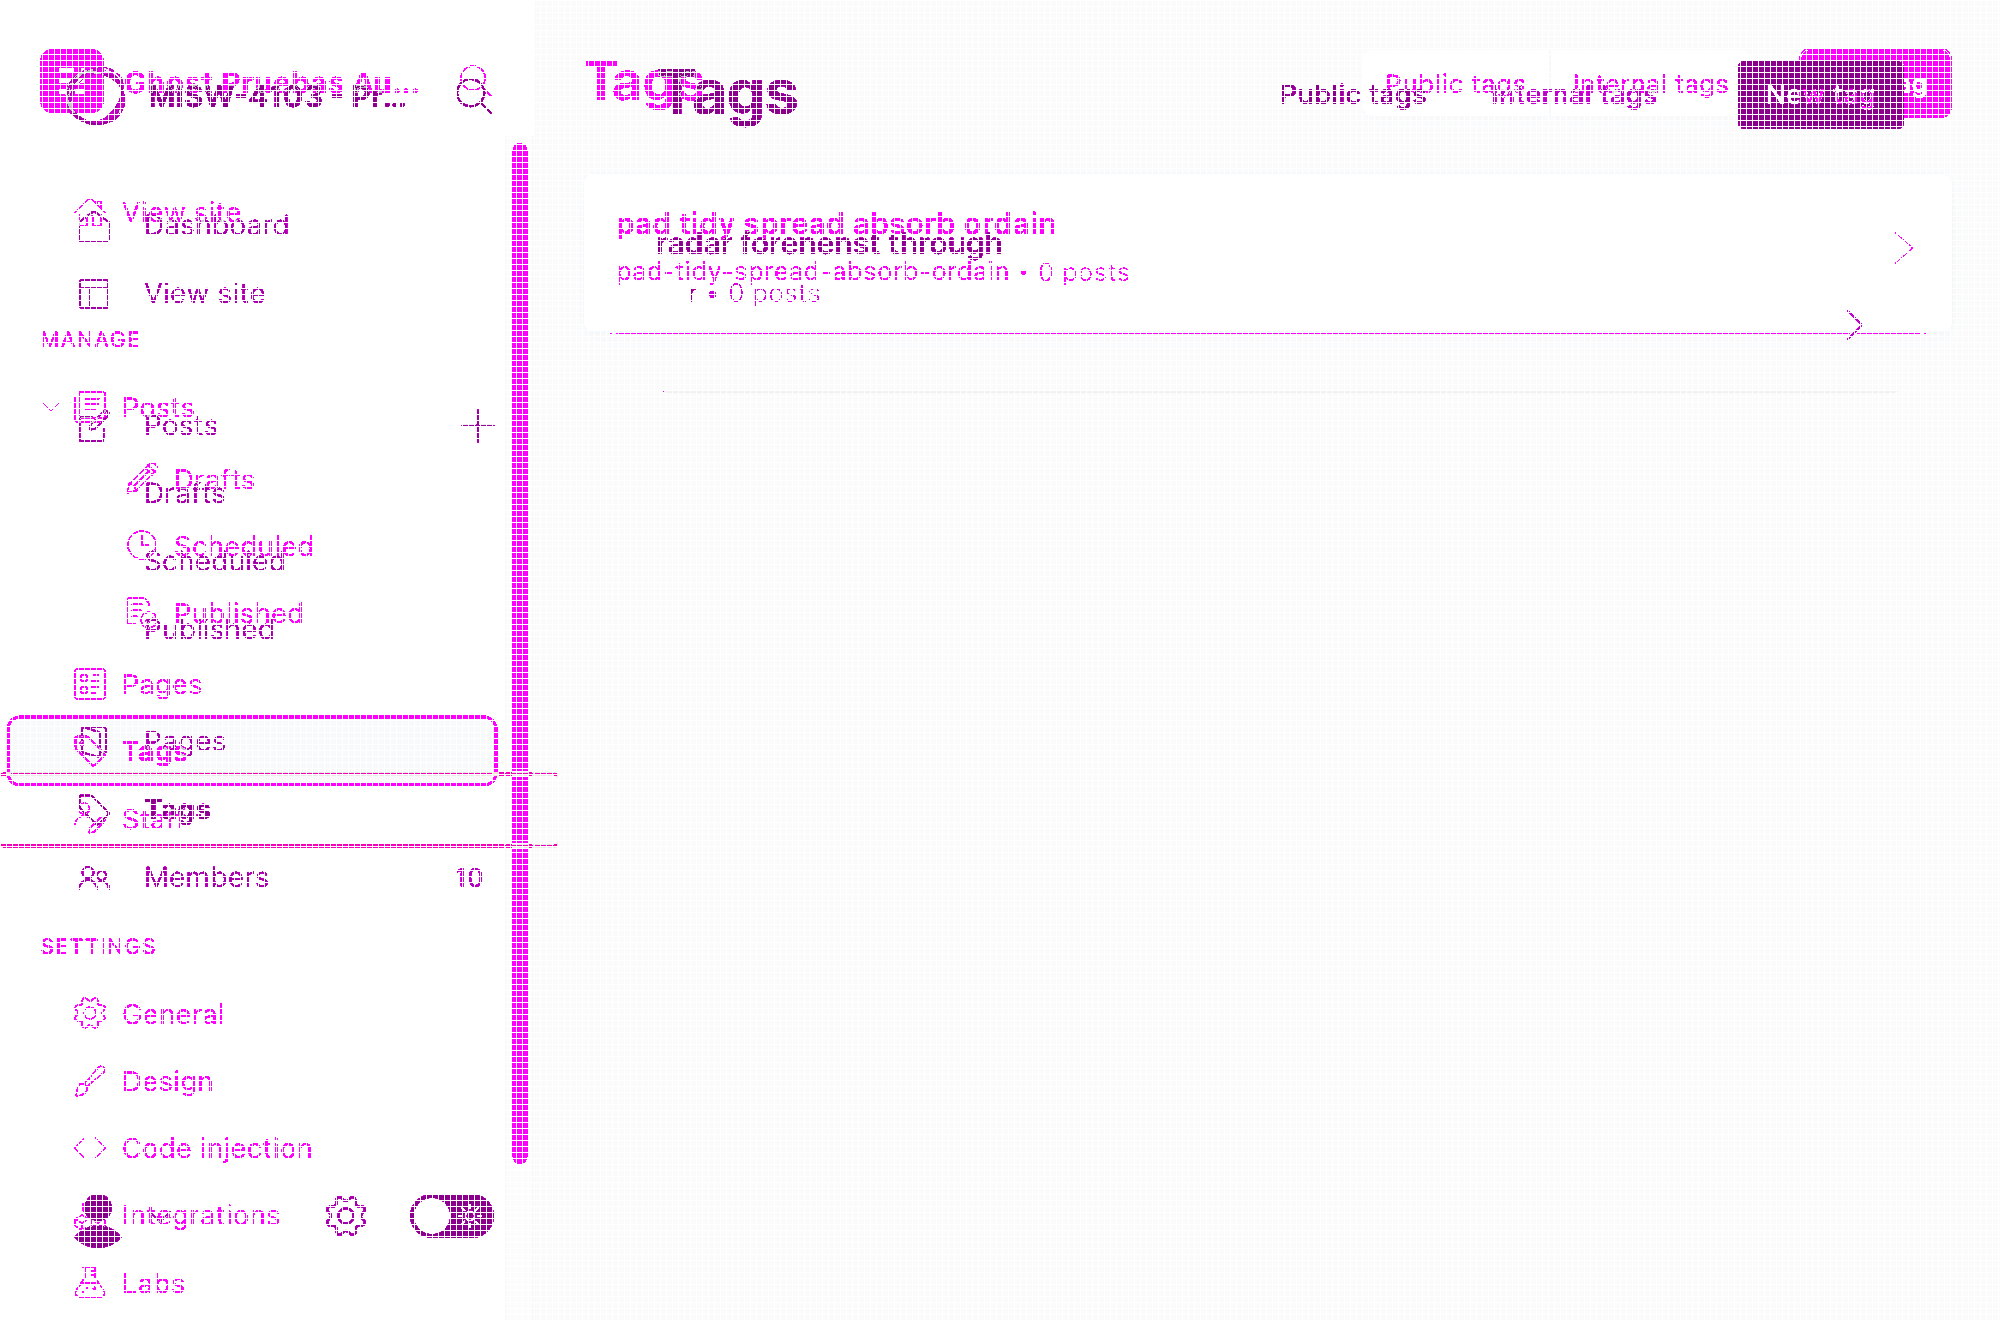 Ghost Pruebas Au...
MSW-4103 - Pr...
Tags
Tags
Public tags
Internal tags
Public tags
Internal tags
New tag
View site
Dashboard
View site
pad tidy spread absorb ordain
radar forenenst through
pad-tidy-spread-absorb-ordain • 0 posts
r • 0 posts
MANAGE
Posts
Posts
Drafts
Drafts
Scheduled
Scheduled
Published
Published
Pages
Pages
Tags
Tags
Staff
Members 10
SETTINGS
General
Design
Code injection
Integrations
Labs